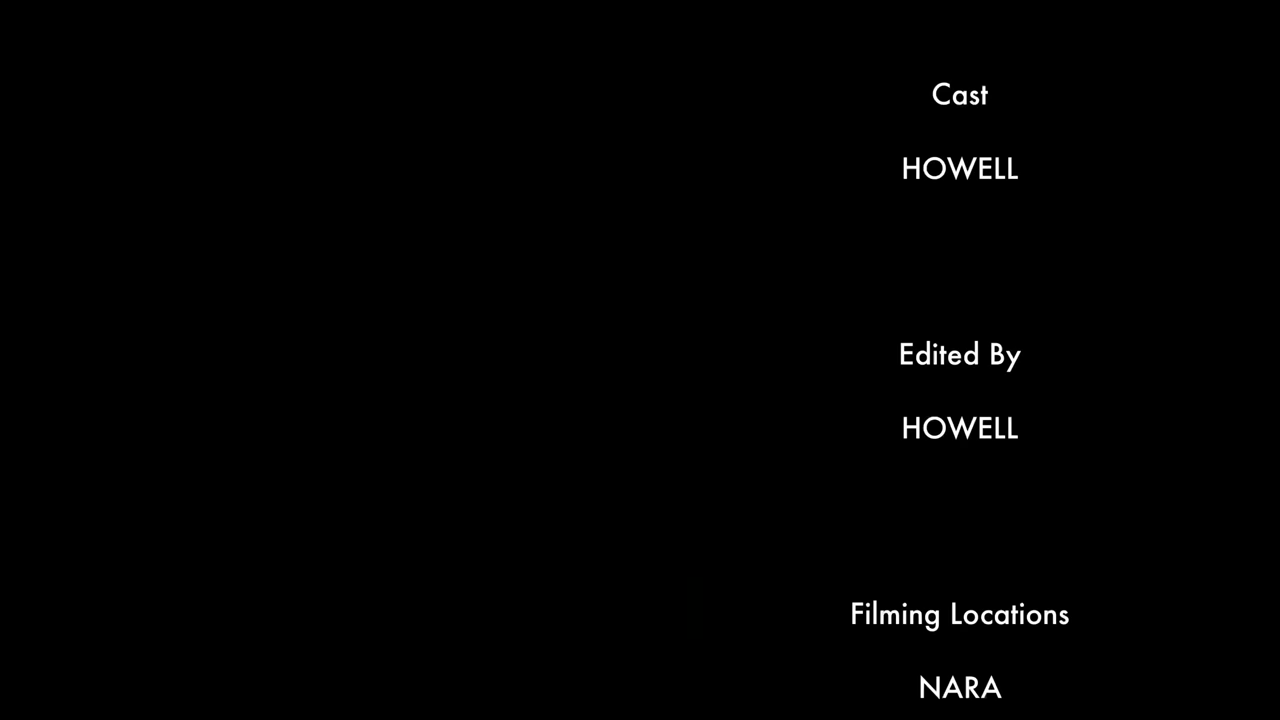 Cast
HOWELL
Edited By
HOWELL
Filming Locations
NARA